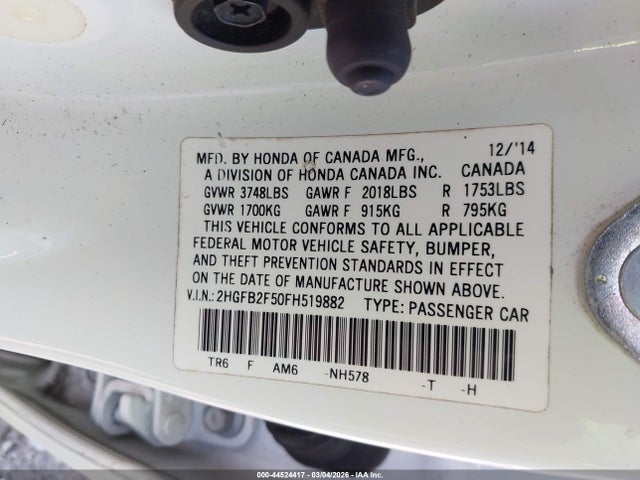 MFD. BY HONDA OF CANADA MFG., 12/'14
A DIVISION OF HONDA CANADA INC. CANADA
GVWR 3748LBS GAWR F 2018LBS R 1753LBS
GVWR 1700KG GAWR F 915KG R 795KG
THIS VEHICLE CONFORMS TO ALL APPLICABLE
FEDERAL MOTOR VEHICLE SAFETY, BUMPER,
AND THEFT PREVENTION STANDARDS IN EFFECT
ON THE DATE OF MANUFACTURE SHOWN ABOVE.
V.I.N.: 2HGFB2F50FH519882 TYPE: PASSENGER CAR
TR6 F AM6 -NH578 -T -H
000-44524417 - 03/04/2026 - IAA Inc.